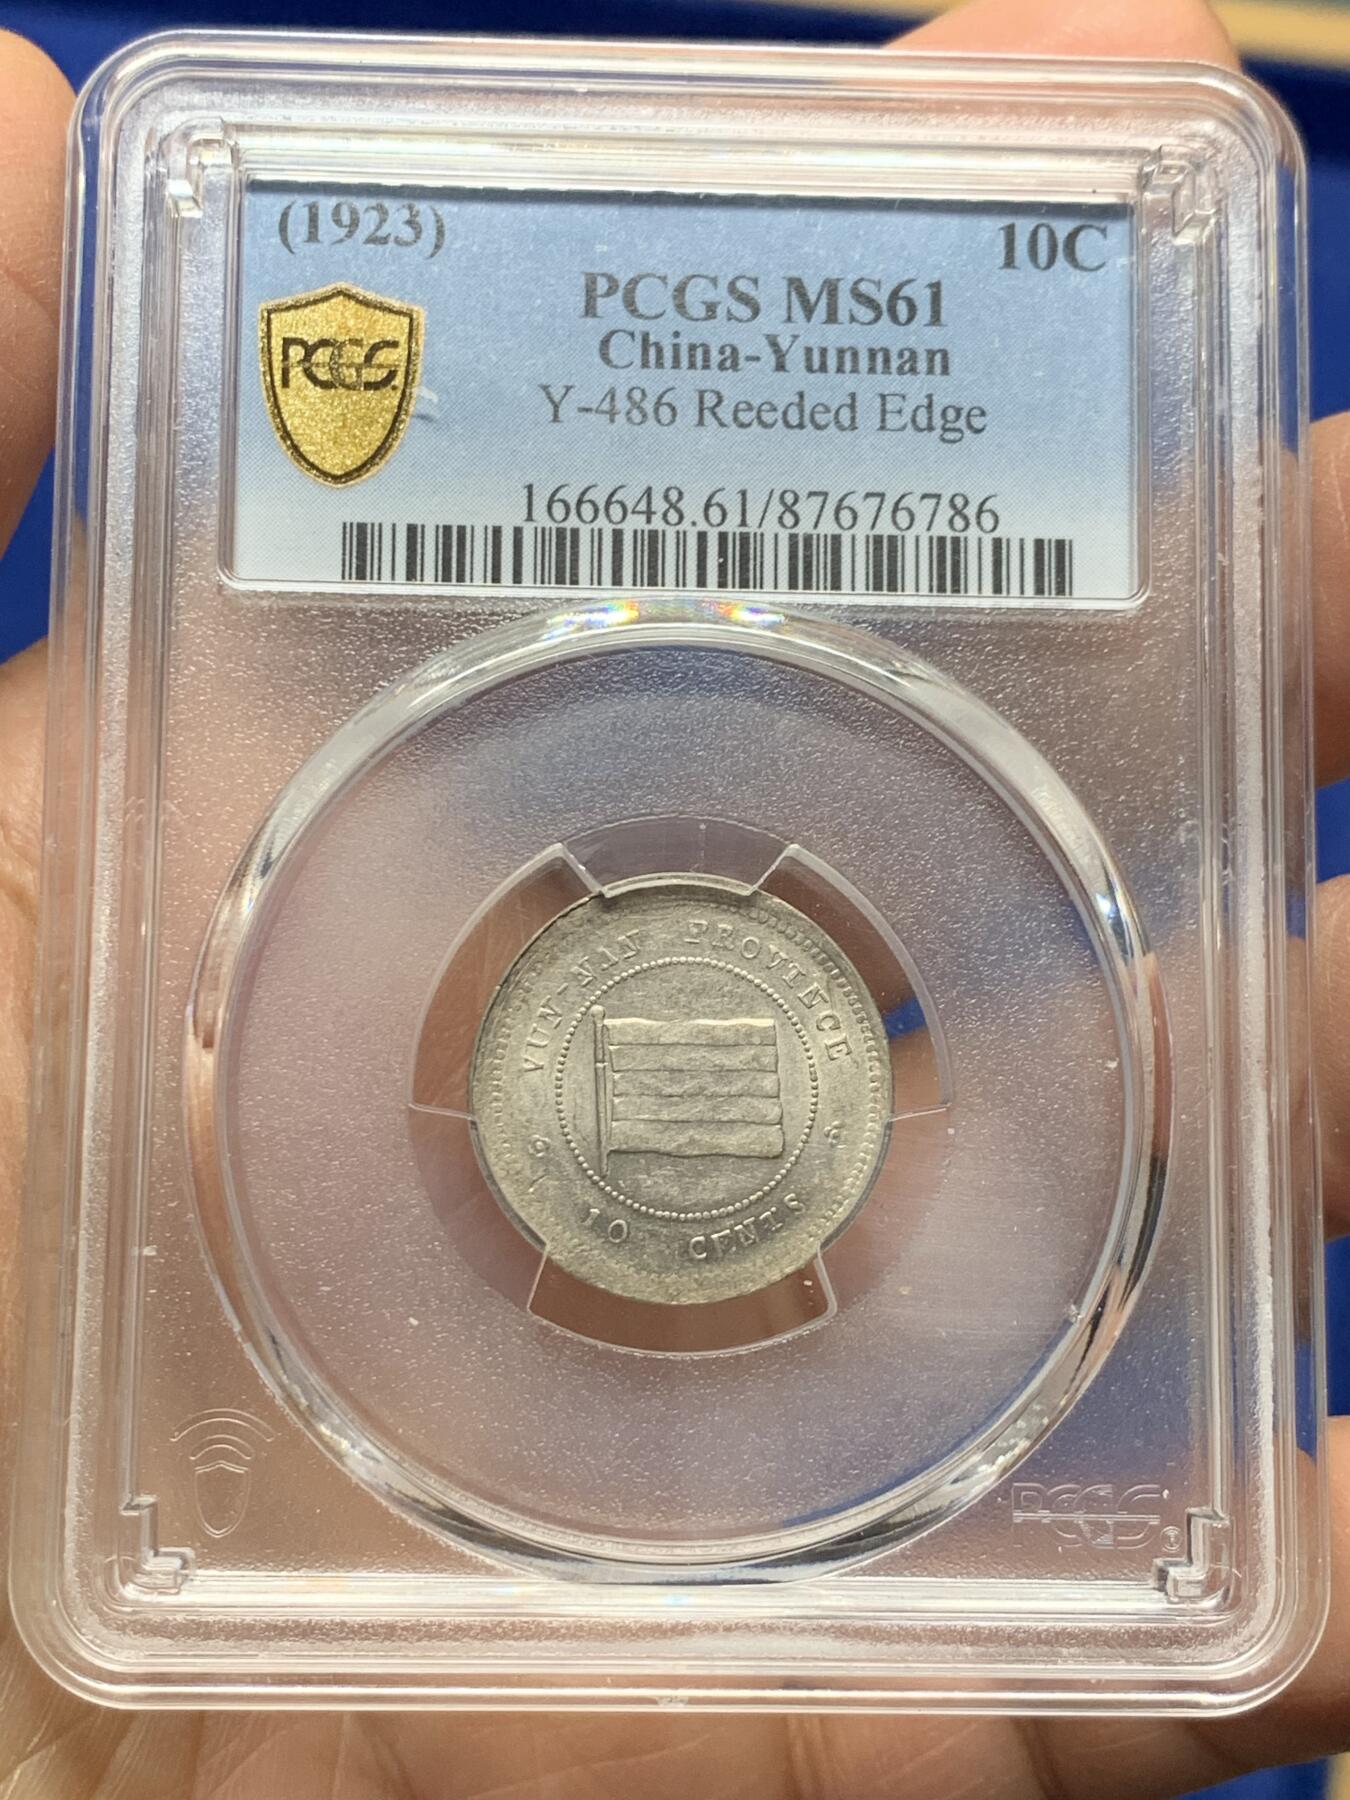 (1923)
10C
PCGS MS61
China-Yunnan
Y-486 Reeded Edge
166648.61/87676786
PCGS
YUN-NAN PROVINCE
10 CENTS
PCGS